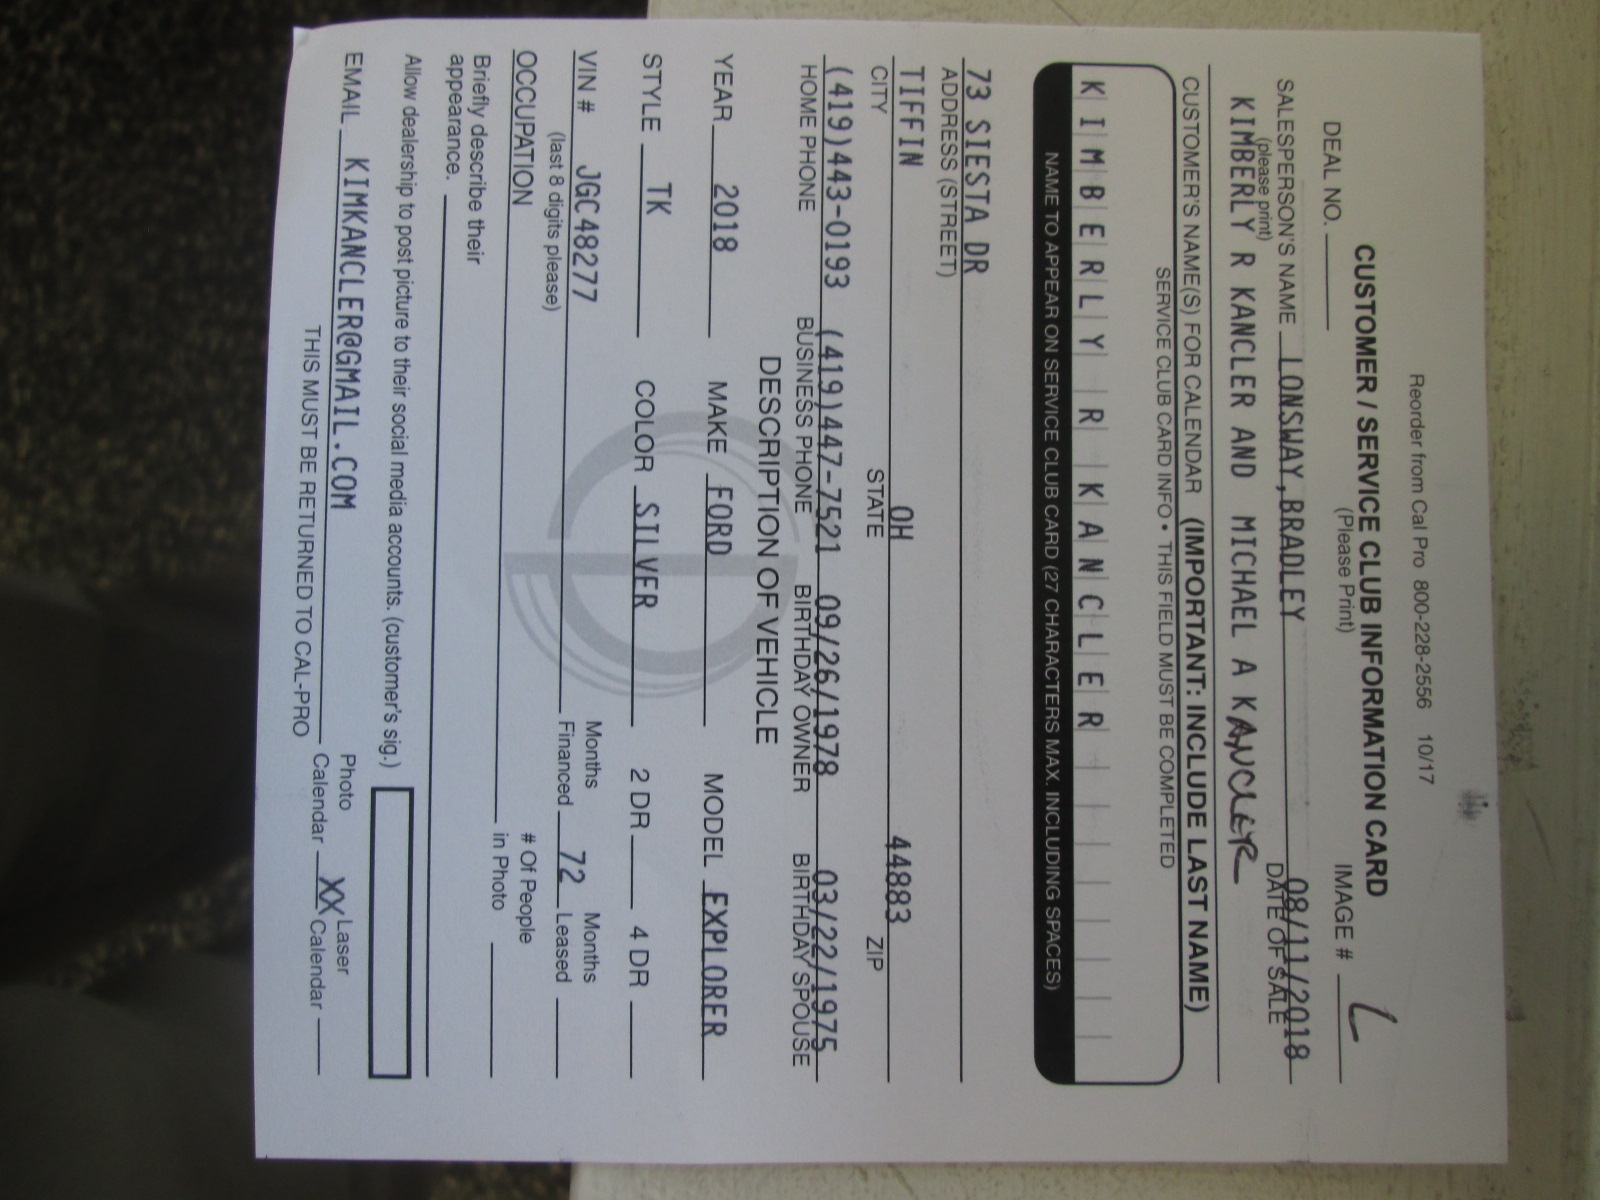 Reorder from Cal Pro 800-228-2556 10/17
CUSTOMER / SERVICE CLUB INFORMATION CARD
(Please Print)
DEAL NO. IMAGE # L
SALESPERSON'S NAME LONSWAY,BRADLEY 08/11/2018
(please print) DATE OF SALE
KIMBERLY R KANCLER AND MICHAEL A KANCLER
CUSTOMER'S NAME(S) FOR CALENDAR (IMPORTANT: INCLUDE LAST NAME)
SERVICE CLUB CARD INFO • THIS FIELD MUST BE COMPLETED
KIMBERLY R KANCLER
NAME TO APPEAR ON SERVICE CLUB CARD (27 CHARACTERS MAX. INCLUDING SPACES)
73 SIESTA DR
ADDRESS (STREET)
TIFFIN OH 44883
CITY STATE ZIP
(419)443-0193 (419)447-7521 09/26/1978 03/22/1975
HOME PHONE BUSINESS PHONE BIRTHDAY OWNER BIRTHDAY SPOUSE
DESCRIPTION OF VEHICLE
YEAR 2018 MAKE FORD MODEL EXPLORER
STYLE TK COLOR SILVER 2 DR 4 DR
VIN # JGC48277 Months Financed 72 Months Leased
(last 8 digits please)
OCCUPATION # Of People in Photo
Briefly describe their
appearance.
Allow dealership to post picture to their social media accounts. (customer's sig.)
EMAIL KIMKANCLER@GMAIL.COM Photo Calendar XX Laser Calendar
THIS MUST BE RETURNED TO CAL-PRO